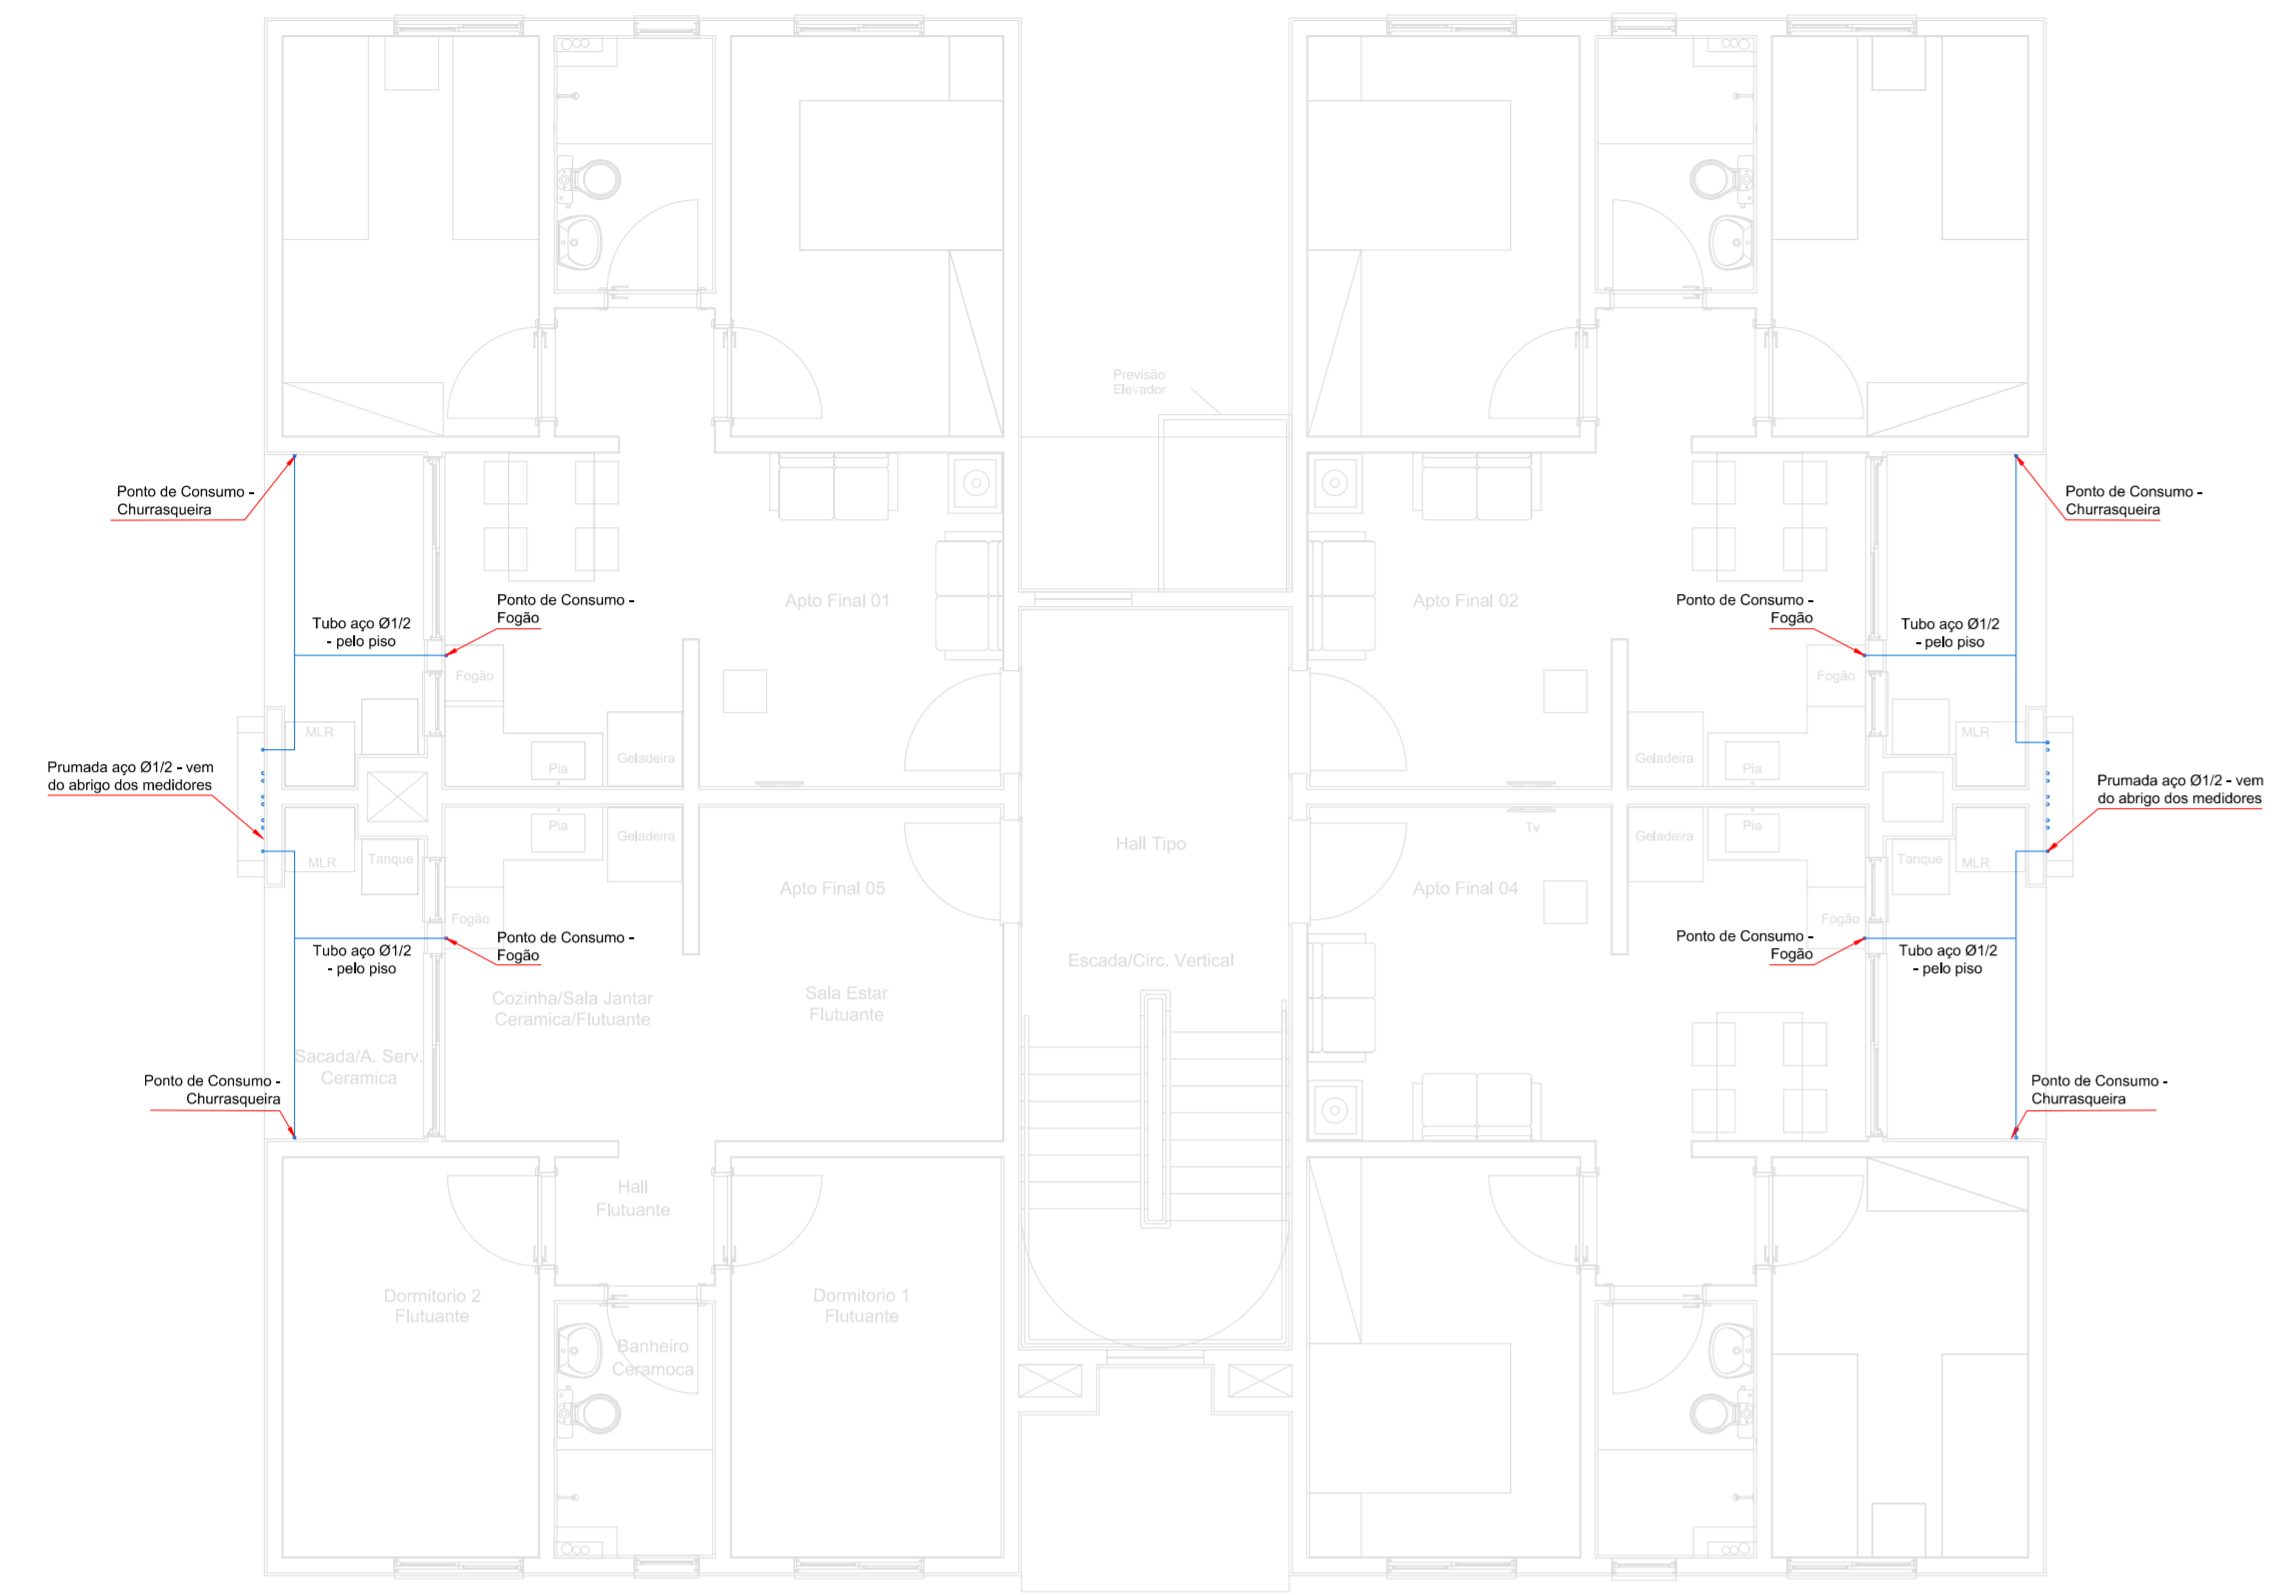 Previsão
Elevador
Ponto de Consumo -
Churrasqueira
Ponto de Consumo -
Churrasqueira
Ponto de Consumo -
Fogão
Apto Final 01
Apto Final 02
Ponto de Consumo -
Fogão
Tubo aço Ø1/2
- pelo piso
Tubo aço Ø1/2
- pelo piso
Fogão
Fogão
MLR
MLR
Pia
Geladeira
Geladeira
Pia
Prumada aço Ø1/2 - vem
do abrigo dos medidores
Prumada aço Ø1/2 - vem
do abrigo dos medidores
Pia
Geladeira
Tv
Geladeira
Pia
Hall Tipo
MLR
Tanque
Tanque
MLR
Apto Final 05
Apto Final 04
Fogão
Fogão
Ponto de Consumo -
Fogão
Ponto de Consumo -
Fogão
Tubo aço Ø1/2
- pelo piso
Tubo aço Ø1/2
- pelo piso
Escada/Circ. Vertical
Cozinha/Sala Jantar
Ceramica/Flutuante
Sala Estar
Flutuante
Sacada/A. Serv.
Ceramica
Ponto de Consumo -
Churrasqueira
Ponto de Consumo -
Churrasqueira
Hall
Flutuante
Dormitorio 2
Flutuante
Dormitorio 1
Flutuante
Banheiro
Ceramoca